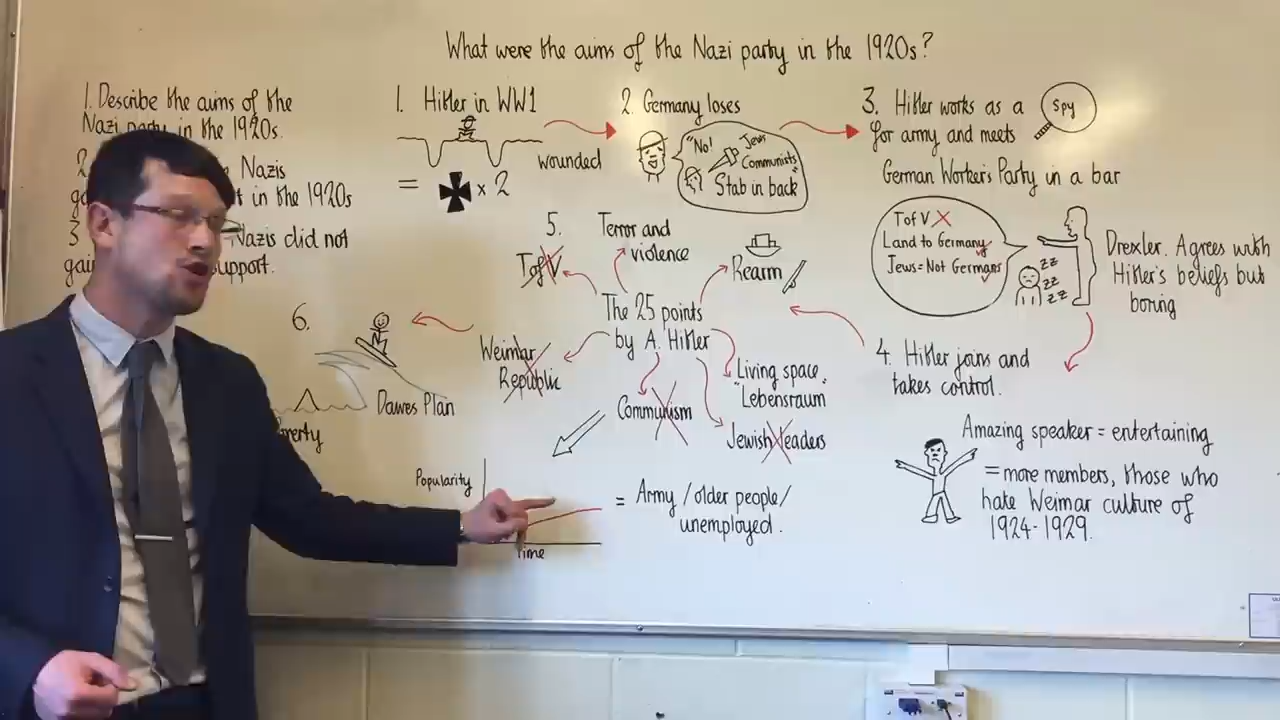 What were the aims of the Nazi party in the 1920s?
1. Describe the aims of the
Nazi party in the 1920s.
2
Nazis
t in the 1920s
3
Nazis did not
support.
1. Hitler in WW1
wounded
= x 2
2. Germany loses
"No!
Jews
Communists"
Stab in back
3. Hitler works as a
for army and meets
German Worker's Party in a bar
Spy
T of V X
Land to Germany
Jews = Not Germans
zz
zz
zz
Drexler. Agrees with
Hitler's beliefs but
boring
4. Hitler joins and
takes control.
Amazing speaker = entertaining
= more members, those who
hate Weimar culture of
1924-1929.
5.
T of V
Terror and
violence
Rearm
The 25 points
by A. Hitler
Weimar
Republic
Communism
Living space
"Lebensraum"
Jewish leaders
6.
Dawes Plan
Popularity
Time
= Army / older people/
unemployed.